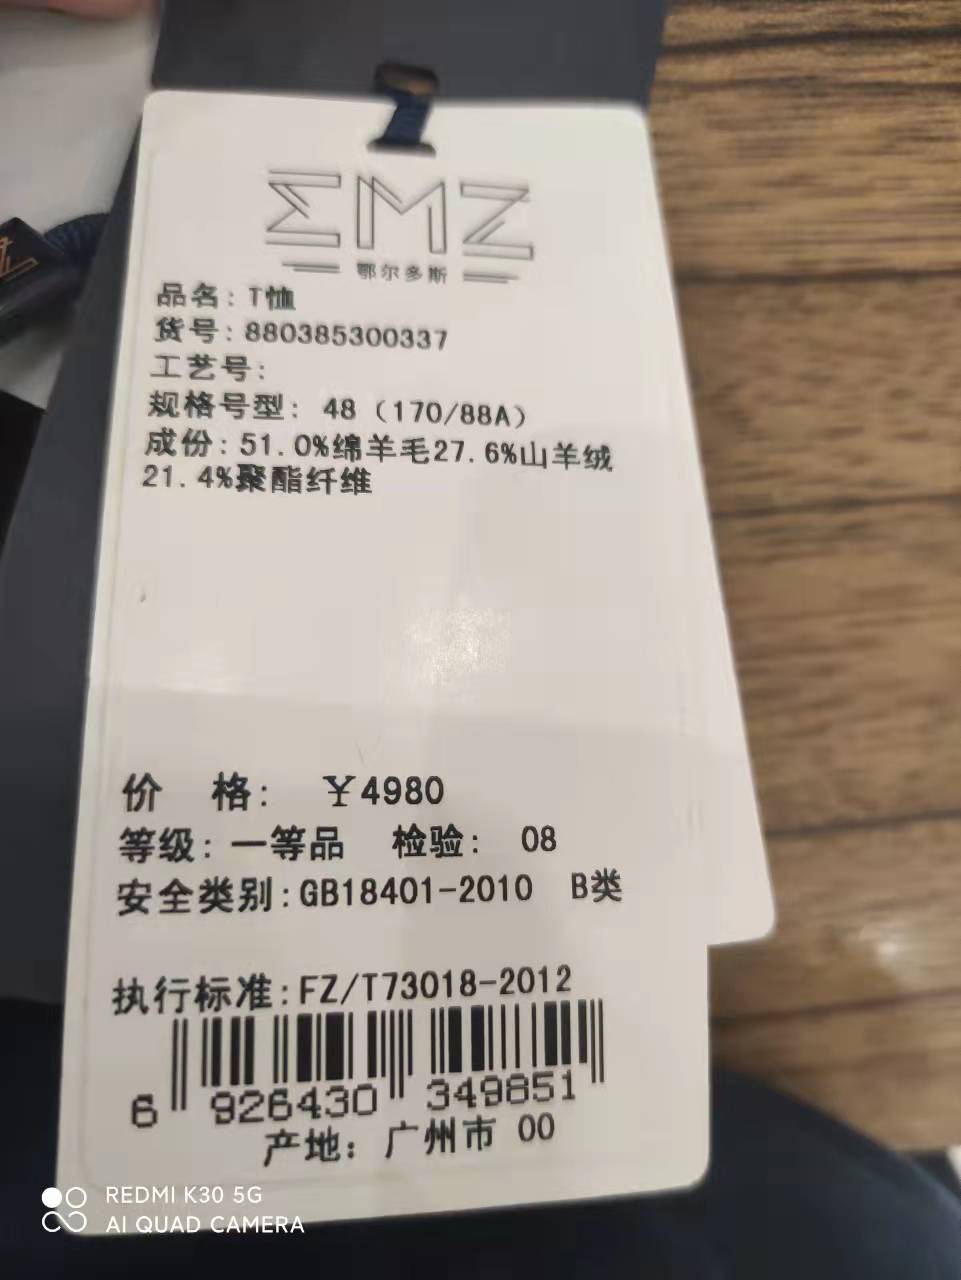 ΣMZ
鄂尔多斯
品名: T恤
货号: 880385300337
工艺号:
规格号型: 48 (170/88A)
成份: 51.0%绵羊毛27.6%山羊绒
21.4%聚酯纤维
价 格: ￥4980
等级: 一等品 检验: 08
安全类别:GB18401-2010 B类
执行标准:FZ/T73018-2012
6 926430 349851
产地: 广州市 00
REDMI K30 5G
AI QUAD CAMERA